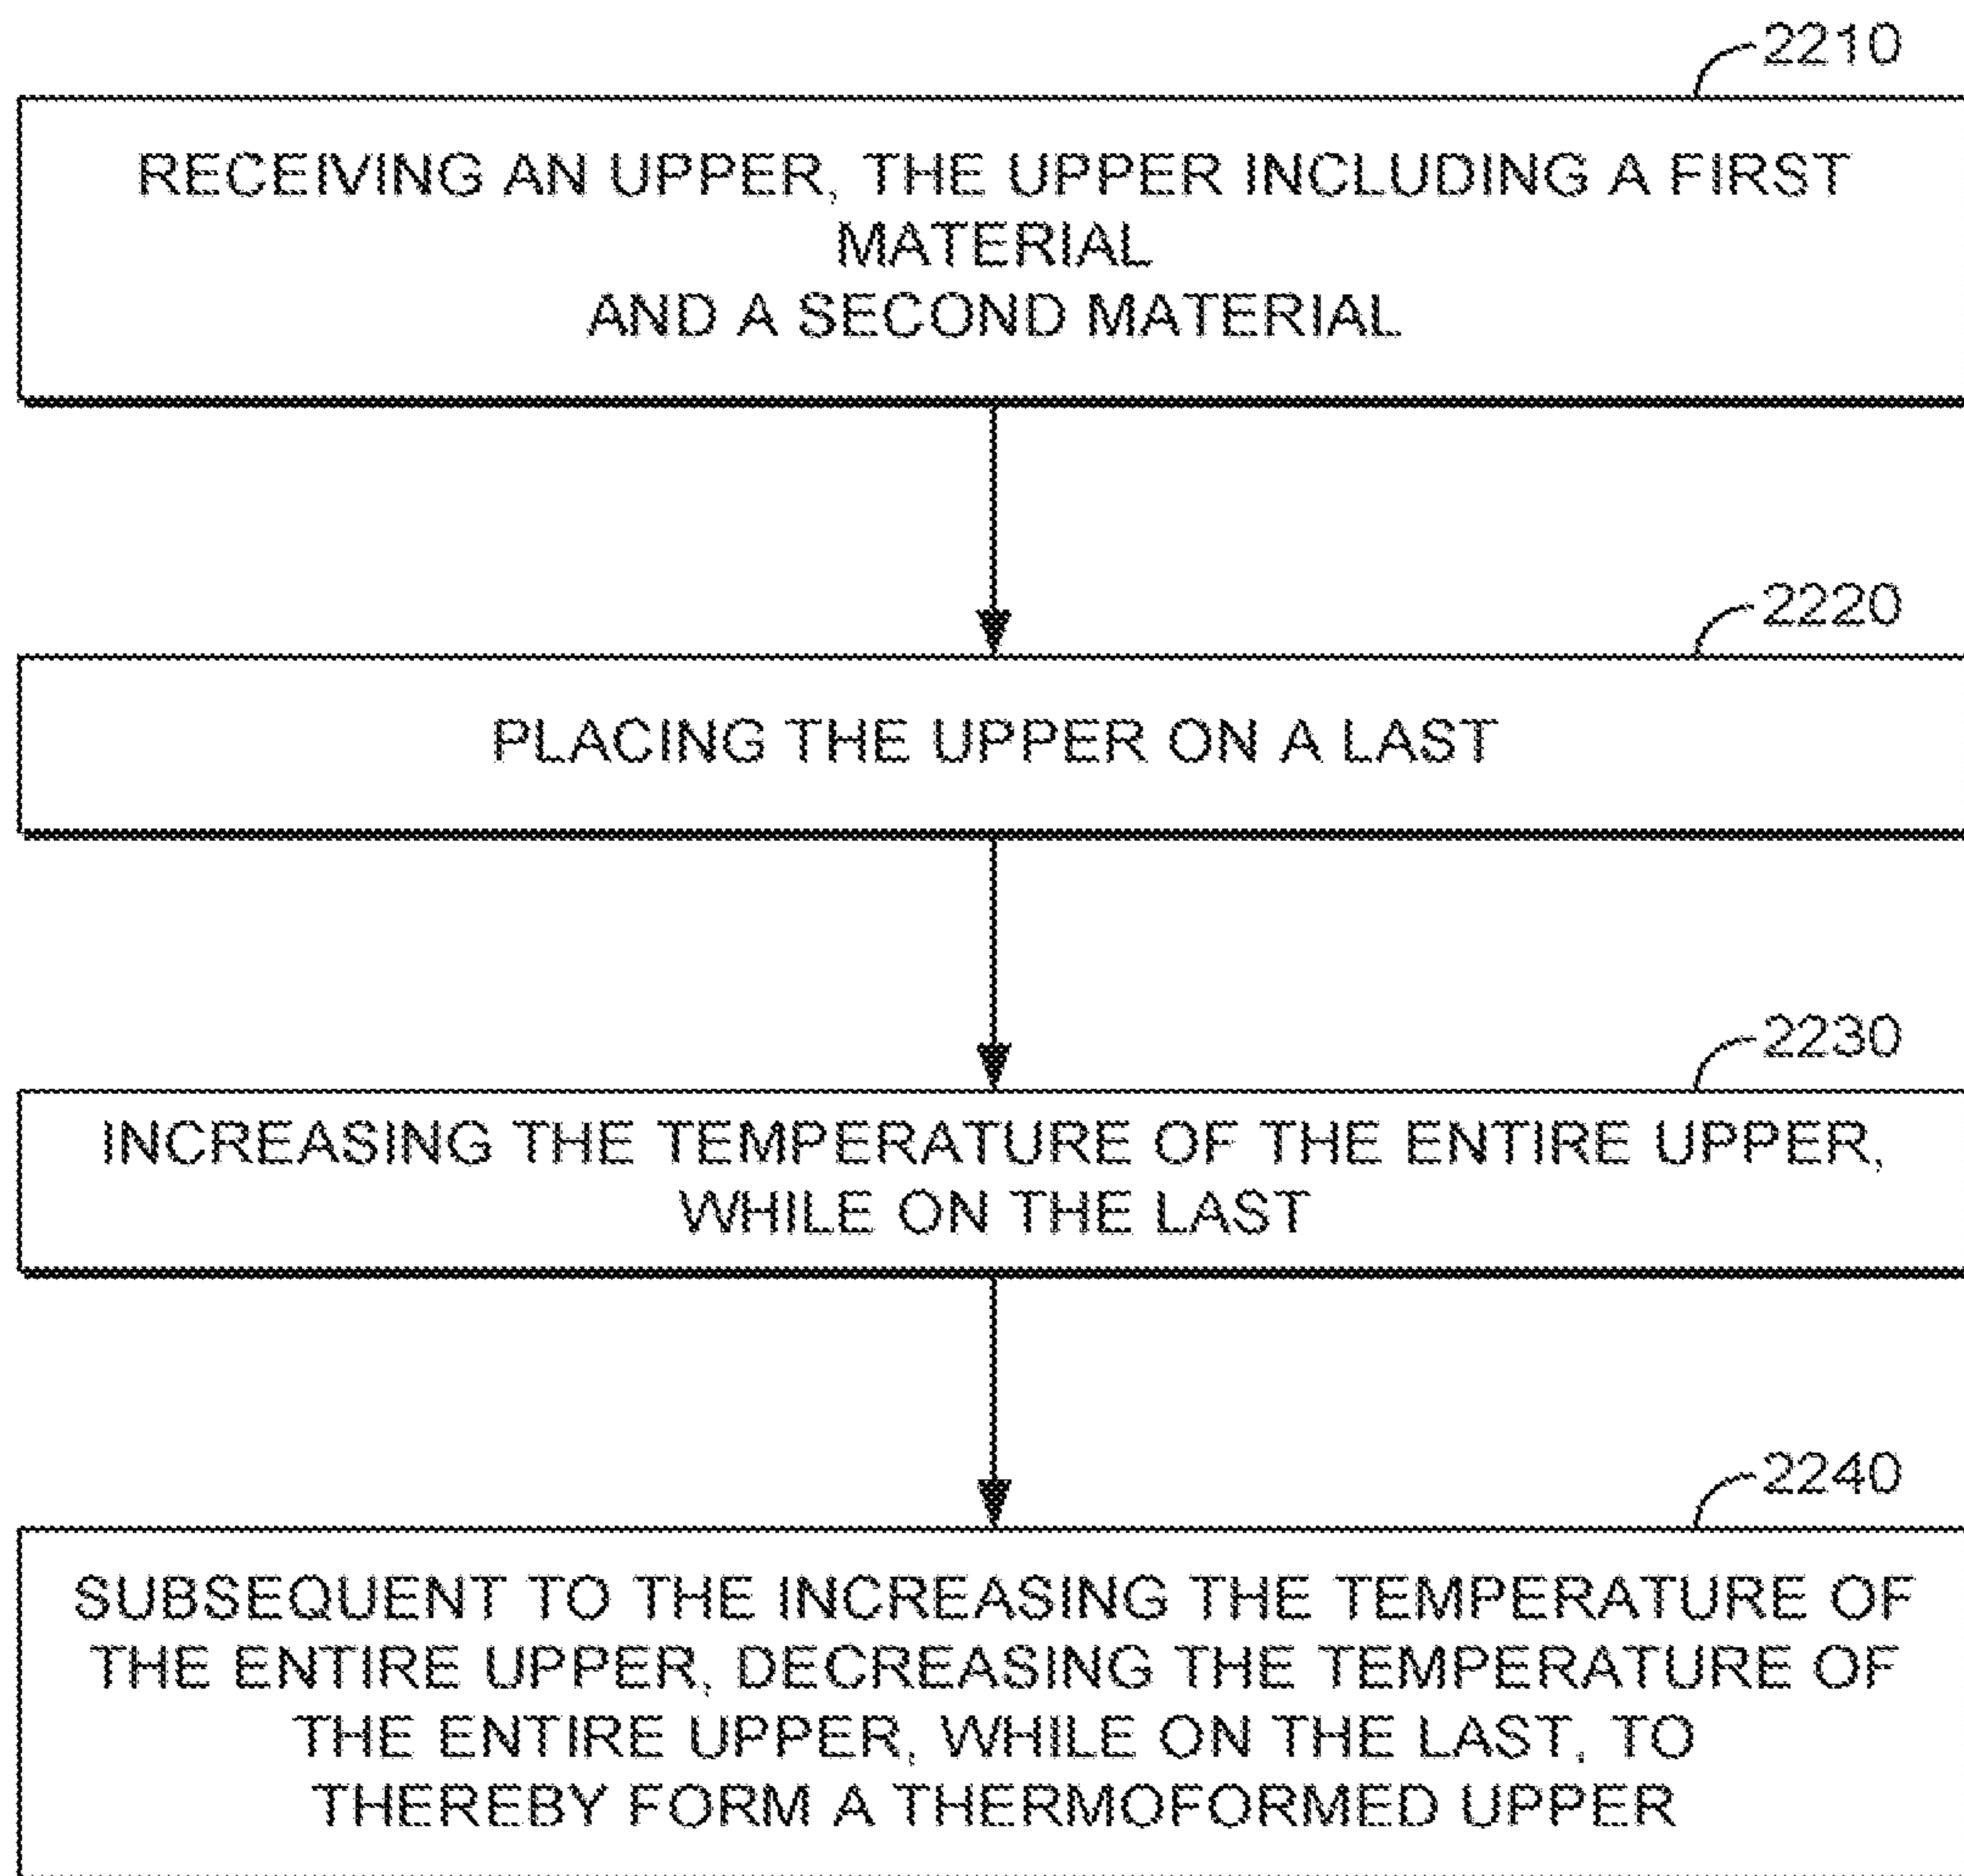 2210
RECEIVING AN UPPER, THE UPPER INCLUDING A FIRST
MATERIAL
AND A SECOND MATERIAL
2220
PLACING THE UPPER ON A LAST
2230
INCREASING THE TEMPERATURE OF THE ENTIRE UPPER,
WHILE ON THE LAST
2240
SUBSEQUENT TO THE INCREASING THE TEMPERATURE OF
THE ENTIRE UPPER, DECREASING THE TEMPERATURE OF
THE ENTIRE UPPER, WHILE ON THE LAST, TO
THEREBY FORM A THERMOFORMED UPPER